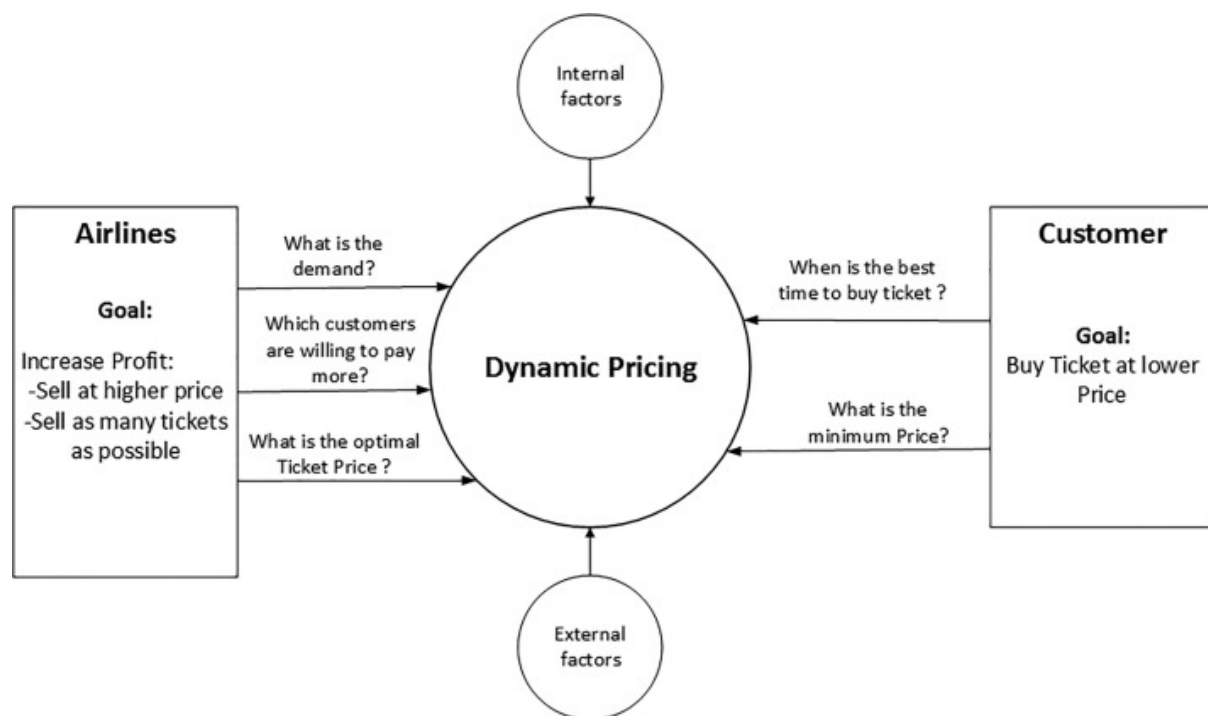 Internal
factors
Airlines
Goal:
Increase Profit:
-Sell at higher price
-Sell as many tickets
as possible
What is the
demand?
Which customers
are willing to pay
more?
What is the optimal
Ticket Price ?
Dynamic Pricing
When is the best
time to buy ticket ?
What is the
minimum Price?
Customer
Goal:
Buy Ticket at lower
Price
External
factors